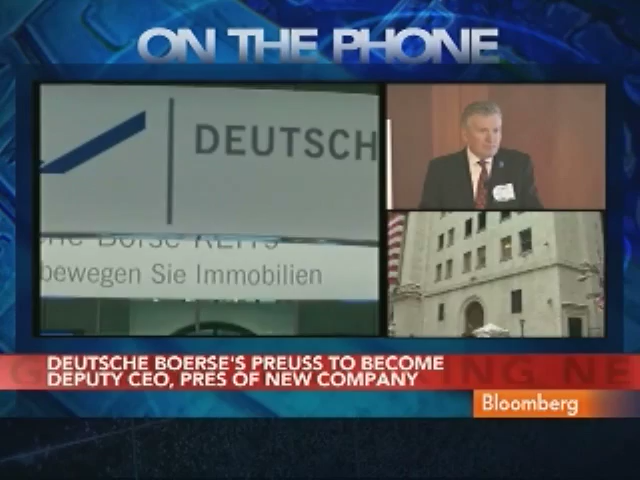 ON THE PHONE
DEUTSCH
bewegen Sie Immobilien
DEUTSCHE BOERSE'S PREUSS TO BECOME
DEPUTY CEO, PRES OF NEW COMPANY
Bloomberg